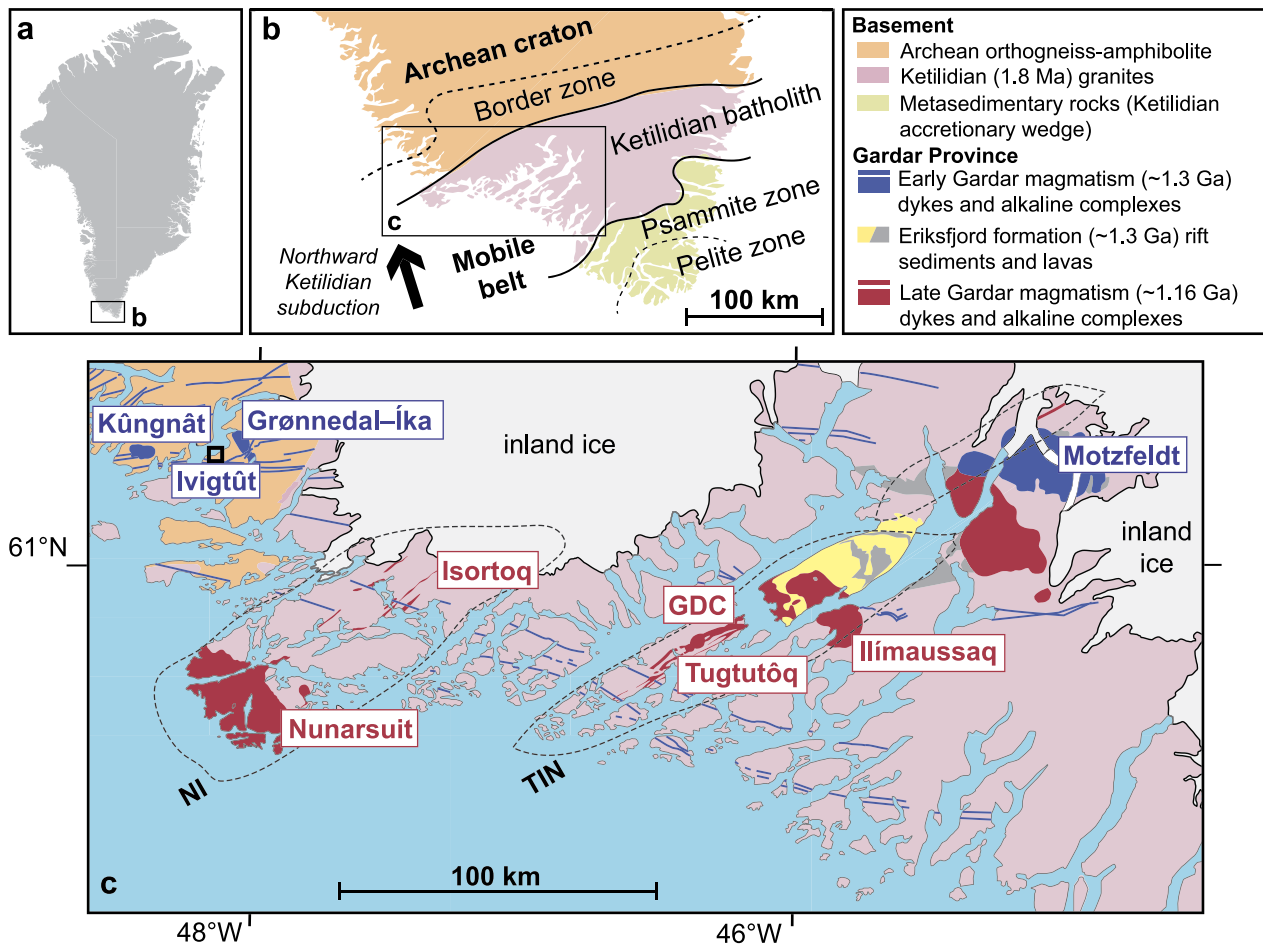 a
b
b
Archean craton
Border zone
Ketilidian batholith
c
Psammite zone
Pelite zone
Mobile
belt
Northward
Ketilidian
subduction
100 km
Basement
Archean orthogneiss-amphibolite
Ketilidian (1.8 Ma) granites
Metasedimentary rocks (Ketilidian
accretionary wedge)
Gardar Province
Early Gardar magmatism (~1.3 Ga)
dykes and alkaline complexes
Eriksfjord formation (~1.3 Ga) rift
sediments and lavas
Late Gardar magmatism (~1.16 Ga)
dykes and alkaline complexes
Kûngnât
Grønnedal–Íka
Ivigtût
inland ice
Motzfeldt
inland
ice
61°N
Isortoq
GDC
Ilímaussaq
Tugtutôq
Nunarsuit
NI
TIN
100 km
c
48°W
46°W